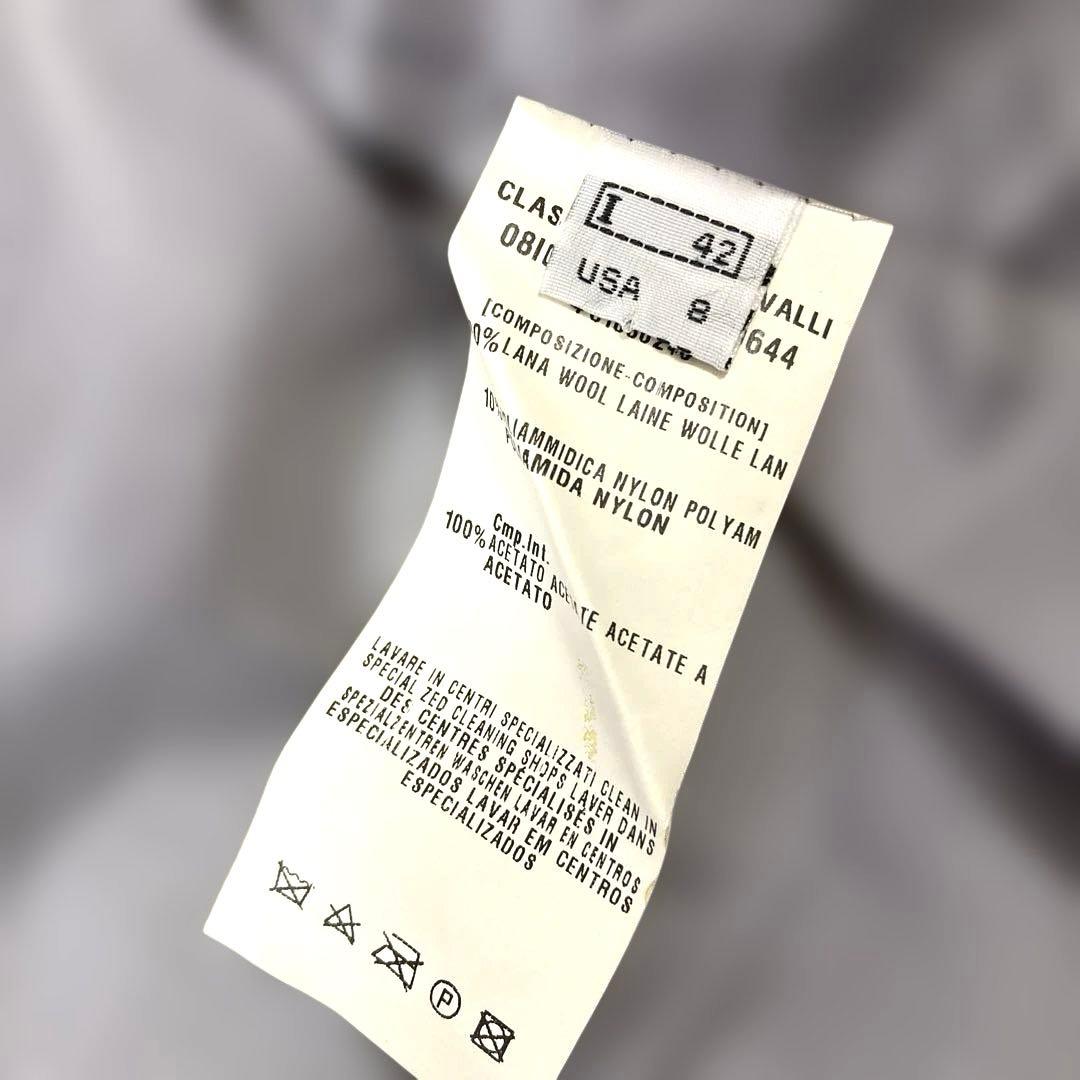 I 42
USA 8
CLAS
VALLI
081
644
[COMPOSIZIONE-COMPOSITION]
0% LANA WOOL LAINE WOLLE LAN
AMMIDICA NYLON POLYAM
AMIDA NYLON
Cmp.Int.
100% ACETATO ACETATE ACETATE A
ACETATO
LAVARE IN CENTRI SPECIALIZZATI CLEAN IN
SPECIAL ZED CLEANING SHOPS LAVER DANS
DES CENTRES SPÉCIALISÉS IN
SPEZIALZENTREN WASCHEN LAVAR EN CENTROS
ESPECIALIZADOS LAVAR EM CENTROS
ESPECIALIZADOS
P